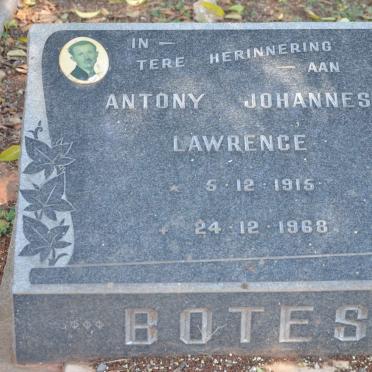 IN —
TERE HERINNERING
— AAN
ANTONY JOHANNES
LAWRENCE
5·12·1915·
24·12·1968
BOTES